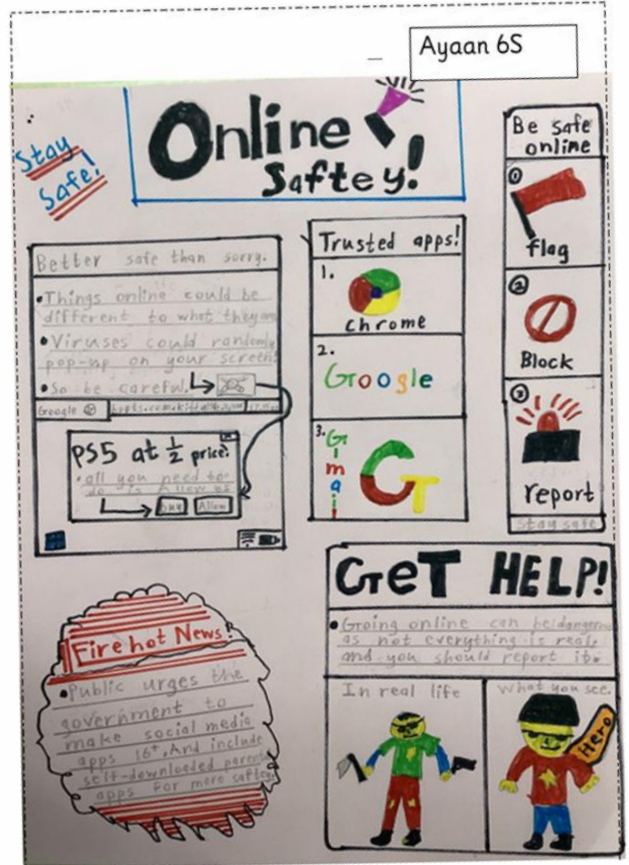 Ayaan 6S
Online
Saftey!
Stay
Safe!
Be safe
online
1
flag
2
Block
3
report
Stay safe
Better safe than sorry.
•Things online could be
different to what they are
•Viruses could randomly
pop-up on your screen!
•So be careful.
Google
PS5 at 1/2 price!
•all you need to
do is Allow us
buy
Allow
Trusted apps!
1.
chrome
2.
Google
3.
Gmail
Fire hot News!
•Public urges the
government to
make social media
apps 16+. And include
self-downloaded parent
apps for more saftey
GeT HELP!
•Going online can be dangerous
as not everything is real,
and you should report it.
In real life
What you see.
Hero